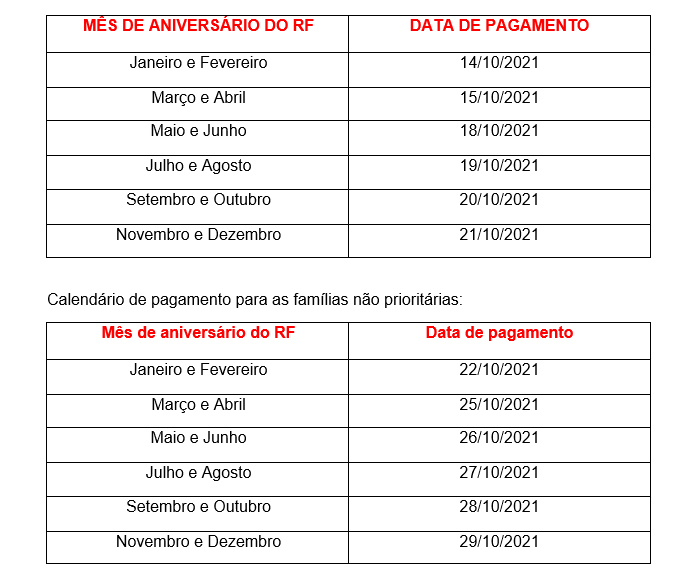 MÊS DE ANIVERSÁRIO DO RF DATA DE PAGAMENTO
Janeiro e Fevereiro 14/10/2021
Março e Abril 15/10/2021
Maio e Junho 18/10/2021
Julho e Agosto 19/10/2021
Setembro e Outubro 20/10/2021
Novembro e Dezembro 21/10/2021
Calendário de pagamento para as famílias não prioritárias:
Mês de aniversário do RF Data de pagamento
Janeiro e Fevereiro 22/10/2021
Março e Abril 25/10/2021
Maio e Junho 26/10/2021
Julho e Agosto 27/10/2021
Setembro e Outubro 28/10/2021
Novembro e Dezembro 29/10/2021